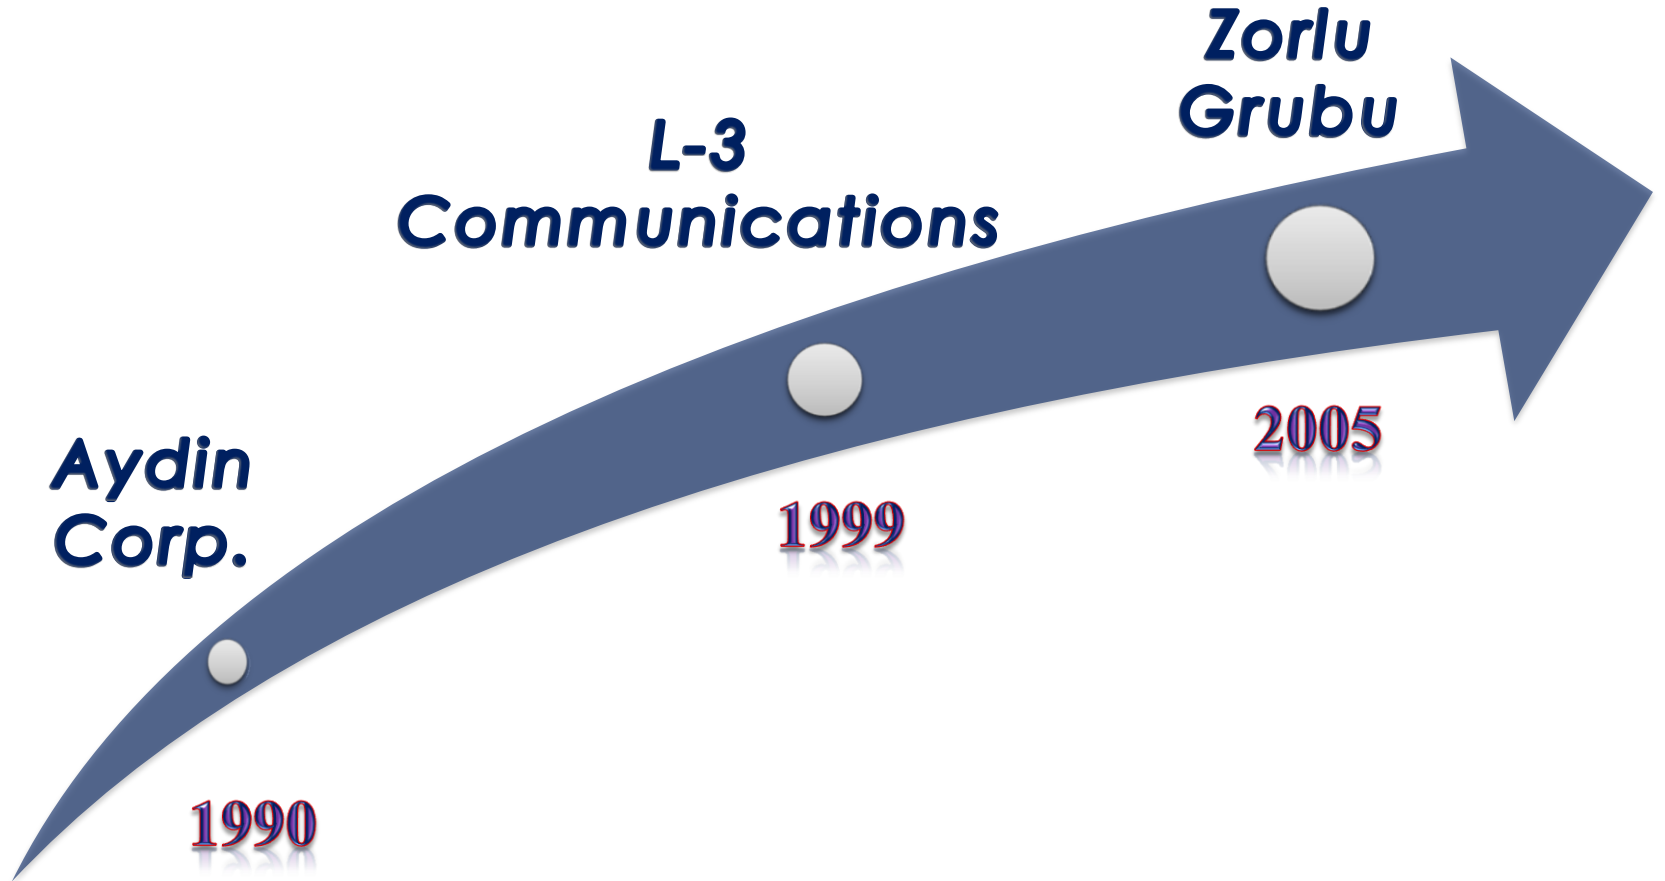 Zorlu
Grubu
L-3
Communications
Aydin
Corp.
2005
1999
1990